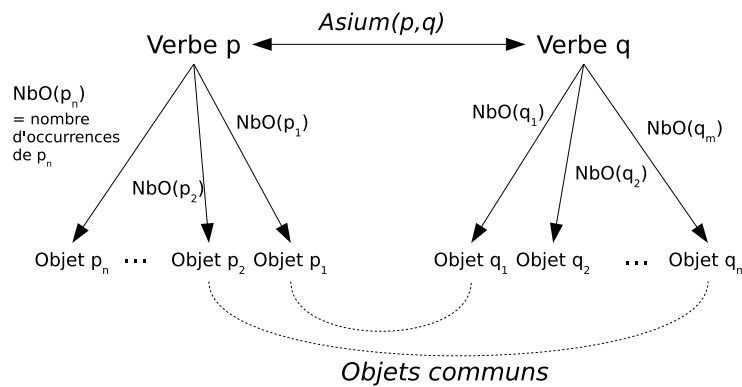 Asium(p,q)
Verbe p
Verbe q
NbO(pn)
= nombre
d'occurrences
de pn
NbO(p1)
NbO(p2)
NbO(q1)
NbO(q2)
NbO(qm)
Objet pn ... Objet p2 Objet p1
Objet q1 Objet q2 ... Objet qn
Objets communs